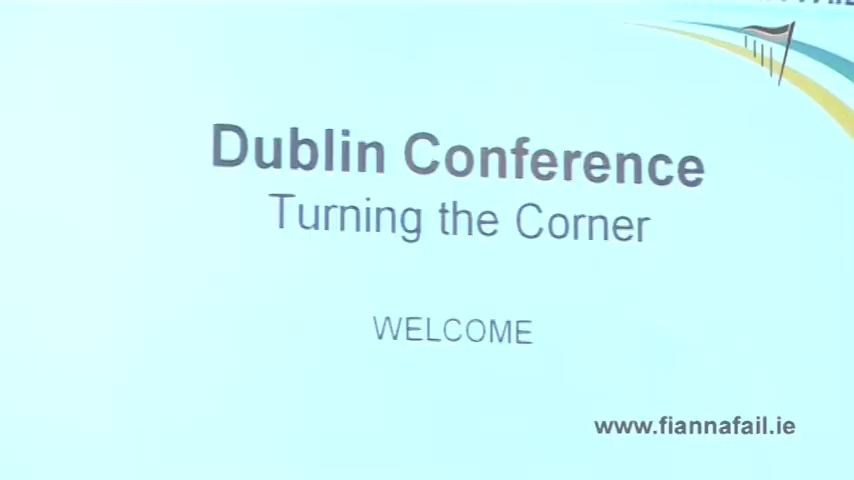 Dublin Conference
Turning the Corner
WELCOME
www.fiannafail.ie